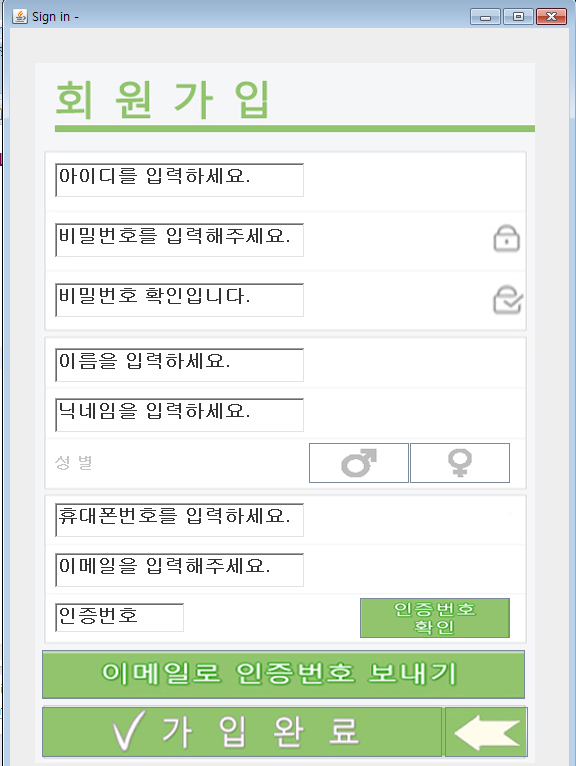 Sign in -
회 원 가 입
아이디를 입력하세요.
비밀번호를 입력해주세요.
비밀번호 확인입니다.
이름을 입력하세요.
닉네임을 입력하세요.
성 별
휴대폰번호를 입력하세요.
이메일을 입력해주세요.
인증번호
인증번호
확인
이메일로 인증번호 보내기
가 입 완 료